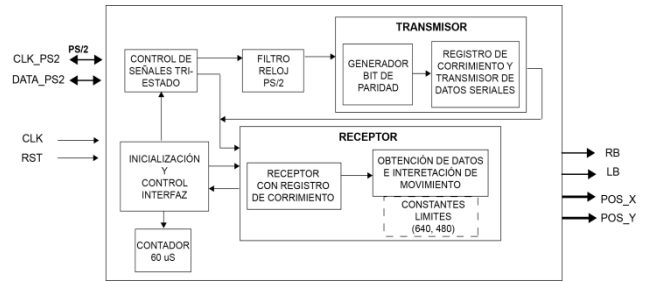 TRANSMISOR
PS/2
CLK_PS2
DATA_PS2
CONTROL DE
SEÑALES TRI-
ESTADO
FILTRO
RELOJ
PS/2
GENERADOR
BIT DE
PARIDAD
REGISTRO DE
CORRIMIENTO Y
TRANSMISOR DE
DATOS SERIALES
CLK
RST
INICIALIZACIÓN
Y
CONTROL
INTERFAZ
RECEPTOR
RECEPTOR
CON REGISTRO
DE CORRIMIENTO
OBTENCIÓN DE DATOS
E INTERETACIÓN DE
MOVIMIENTO
CONSTANTES
LIMITES
(640, 480)
CONTADOR
60 uS
RB
LB
POS_X
POS_Y